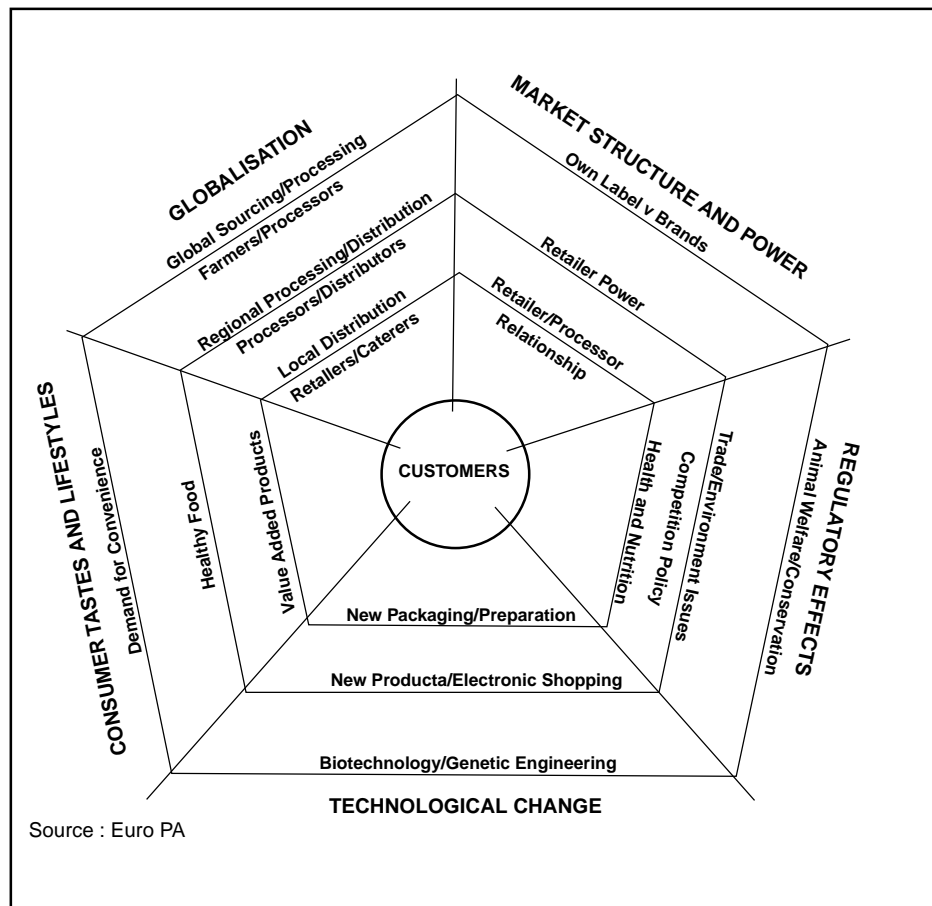 GLOBALISATION
Global Sourcing/Processing
Farmers/Processors
Regional Processing/Distribution
Processors/Distributors
Local Distribution
Retallers/Caterers
MARKET STRUCTURE AND POWER
Own Label v Brands
Retailer Power
Retailer/Processor
Relationship
CONSUMER TASTES AND LIFESTYLES
Demand for Convenience
Healthy Food
Value Added Products
CUSTOMERS
Health and Nutrition
Competition Policy
Trade/Environment Issues
Animal Welfare/Conservation
REGULATORY EFFECTS
New Packaging/Preparation
New Producta/Electronic Shopping
Biotechnology/Genetic Engineering
TECHNOLOGICAL CHANGE
Source : Euro PA